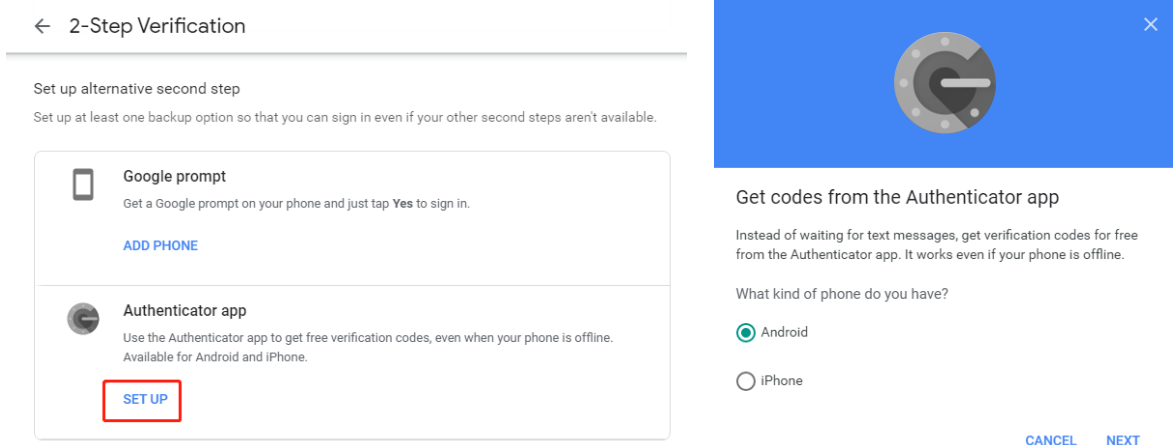 2-Step Verification
Set up alternative second step
Set up at least one backup option so that you can sign in even if your other second steps aren't available.
Google prompt
Get a Google prompt on your phone and just tap Yes to sign in.
ADD PHONE
Authenticator app
Use the Authenticator app to get free verification codes, even when your phone is offline.
Available for Android and iPhone.
SET UP
Get codes from the Authenticator app
Instead of waiting for text messages, get verification codes for free
from the Authenticator app. It works even if your phone is offline.
What kind of phone do you have?
Android
iPhone
CANCEL NEXT